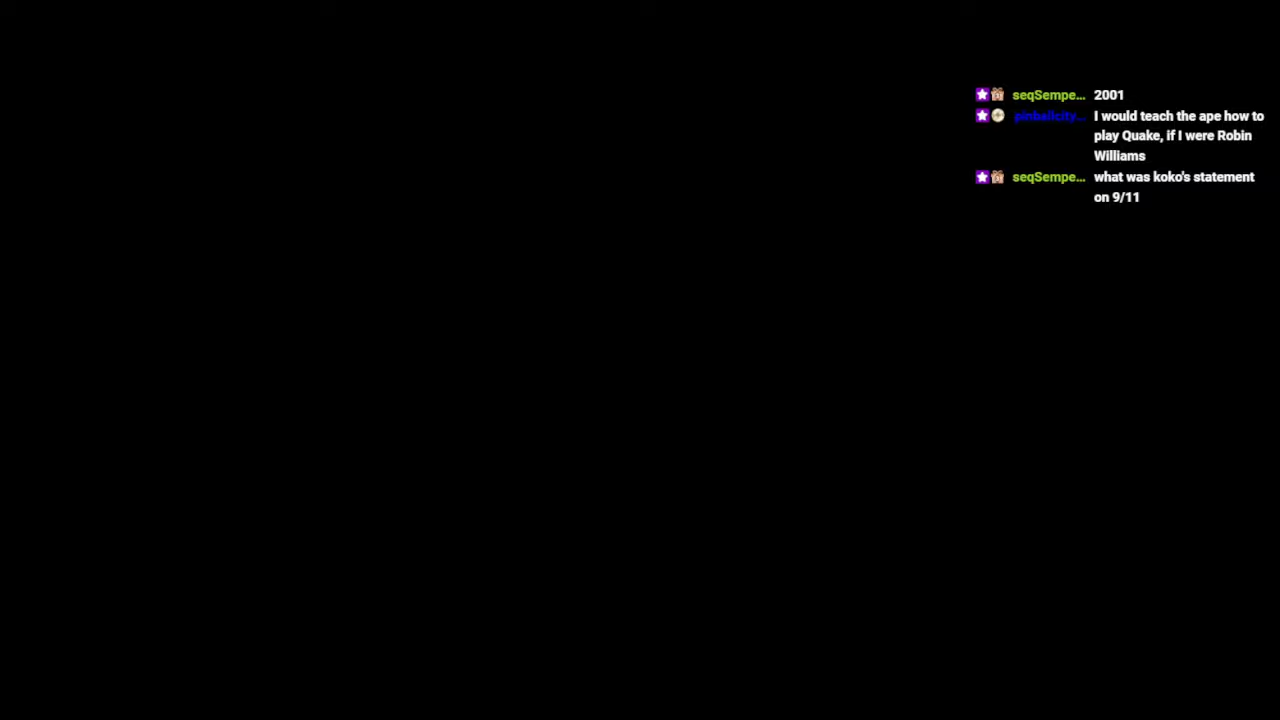 seqSempe... 2001
pinballcity... I would teach the ape how to
play Quake, if I were Robin
Williams
seqSempe... what was koko's statement
on 9/11